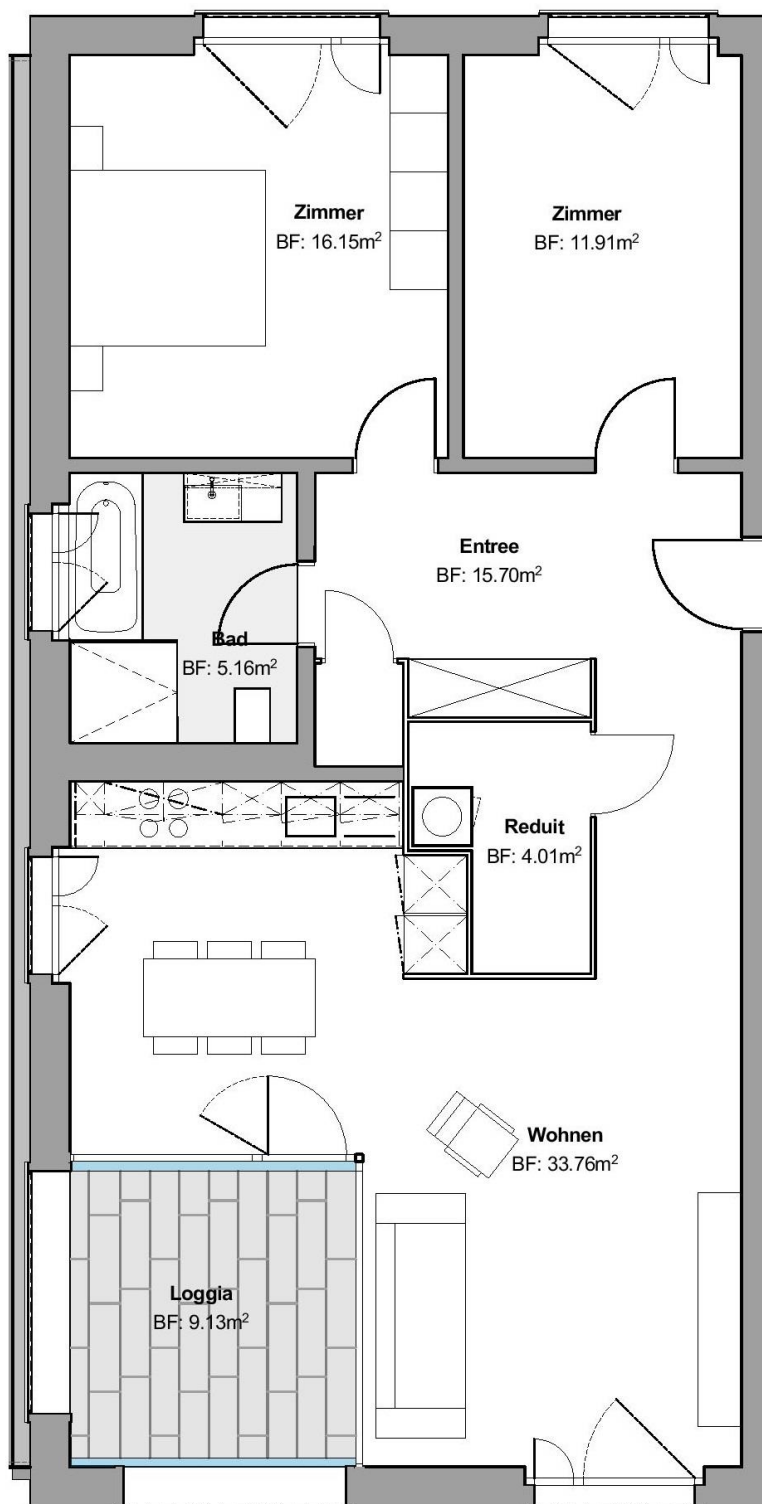 Zimmer
BF: 16.15m²
Zimmer
BF: 11.91m²
Entree
BF: 15.70m²
Bad
BF: 5.16m²
Reduit
BF: 4.01m²
Wohnen
BF: 33.76m²
Loggia
BF: 9.13m²